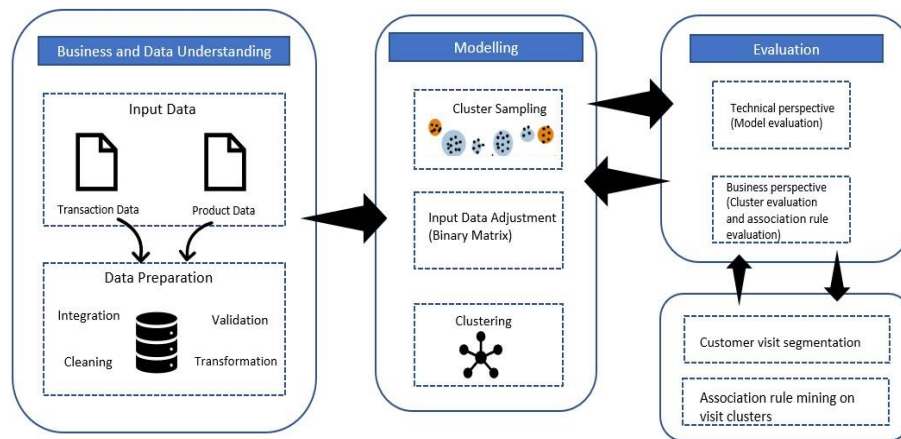 Business and Data Understanding
Input Data
Transaction Data
Product Data
Data Preparation
Integration
Validation
Cleaning
Transformation
Modelling
Cluster Sampling
Input Data Adjustment
(Binary Matrix)
Clustering
Evaluation
Technical perspective
(Model evaluation)
Business perspective
(Cluster evaluation
and association rule
evaluation)
Customer visit segmentation
Association rule mining on
visit clusters